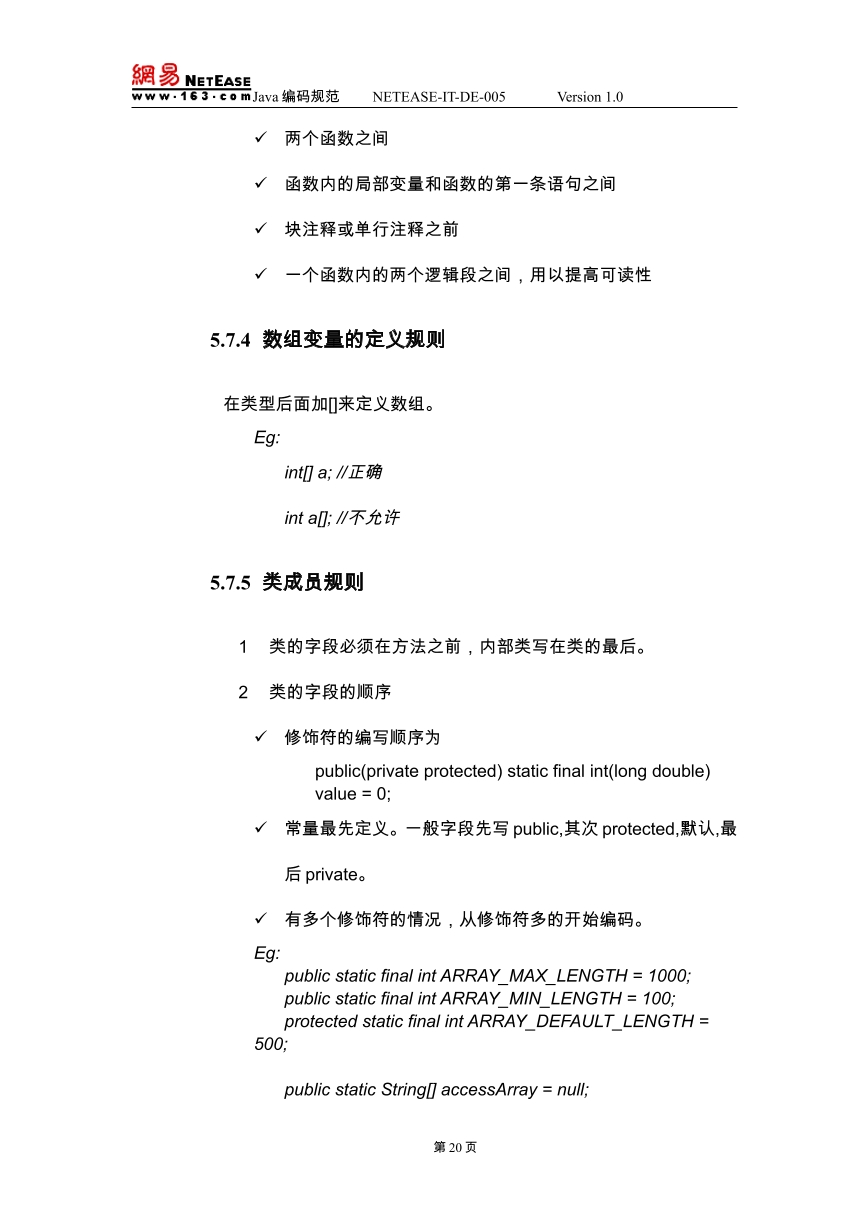 網易 NETEASE
www.163.com Java 编码规范 NETEASE-IT-DE-005 Version 1.0
✓ 两个函数之间
✓ 函数内的局部变量和函数的第一条语句之间
✓ 块注释或单行注释之前
✓ 一个函数内的两个逻辑段之间，用以提高可读性
5.7.4 数组变量的定义规则
在类型后面加[]来定义数组。
Eg:
int[] a; //正确
int a[]; //不允许
5.7.5 类成员规则
1 类的字段必须在方法之前，内部类写在类的最后。
2 类的字段的顺序
✓ 修饰符的编写顺序为
public(private protected) static final int(long double)
value = 0;
✓ 常量最先定义。一般字段先写 public,其次 protected,默认,最
后 private。
✓ 有多个修饰符的情况，从修饰符多的开始编码。
Eg:
public static final int ARRAY_MAX_LENGTH = 1000;
public static final int ARRAY_MIN_LENGTH = 100;
protected static final int ARRAY_DEFAULT_LENGTH =
500;
public static String[] accessArray = null;
第 20 页